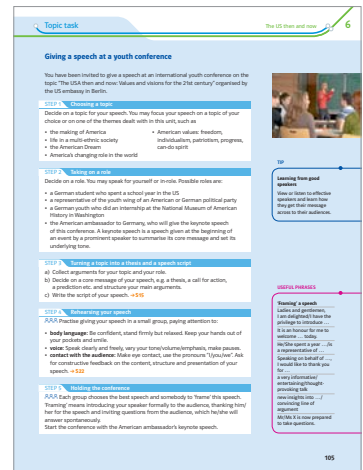 Topic task
The US then and now
6
Giving a speech at a youth conference
You have been invited to give a speech at an international youth conference on the
topic "The USA then and now: Values and visions for the 21st century" organised by
the US embassy in Berlin.
STEP 1 Choosing a topic
Decide on a topic for your speech. You may focus your speech on a topic of your
choice or on one of the themes dealt with in this unit, such as
• the making of America
• life in a multi-ethnic society
• the American Dream
• America's changing role in the world
• American values: freedom,
individualism, patriotism, progress,
can-do spirit
STEP 2 Taking on a role
Decide on a role. You may speak for yourself or in-role. Possible roles are:
• a German student who spent a school year in the US
• a representative of the youth wing of an American or German political party
• a German youth who did an internship at the National Museum of American
History in Washington
• the American ambassador to Germany, who will give the keynote speech
of this conference. A keynote speech is a speech given at the beginning of
an event by a prominent speaker to summarise its core message and set its
underlying tone.
STEP 3 Turning a topic into a thesis and a speech script
a) Collect arguments for your topic and your role.
b) Decide on a core message of your speech, e.g. a thesis, a call for action,
a prediction etc. and structure your main arguments.
c) Write the script of your speech.
STEP 4 Rehearsing your speech
Practise giving your speech in a small group, paying attention to:
• body language: Be confident, stand firmly but relaxed. Keep your hands out of
your pockets and smile.
• voice: Speak clearly and freely, vary your tone/volume/emphasis, make pauses.
• contact with the audience: Make eye contact, use the pronouns "I/you/we". Ask
for constructive feedback on the content, structure and presentation of your
speech.
STEP 5 Holding the conference
Each group chooses the best speech and somebody to 'frame' this speech.
'Framing' means introducing your speaker formally to the audience, thanking him/
her for the speech and inviting questions from the audience, which he/she will
answer spontaneously.
Start the conference with the American ambassador's keynote speech.
TIP
Learning from good
speakers
View or listen to effective
speakers and learn how
they get their message
across to their audiences.
USEFUL PHRASES
'Framing' a speech
Ladies and gentlemen,
I am delighted/I have the
privilege to introduce …
It is an honour for me to
welcome … today.
He/She spent a year … /is
a representative of …
Speaking on behalf of …,
I would like to thank you
for …
a very informative/
entertaining/thought-
provoking talk
new insights into … /
convincing line of
argument
Mr/Ms X is now prepared
to take questions.
105